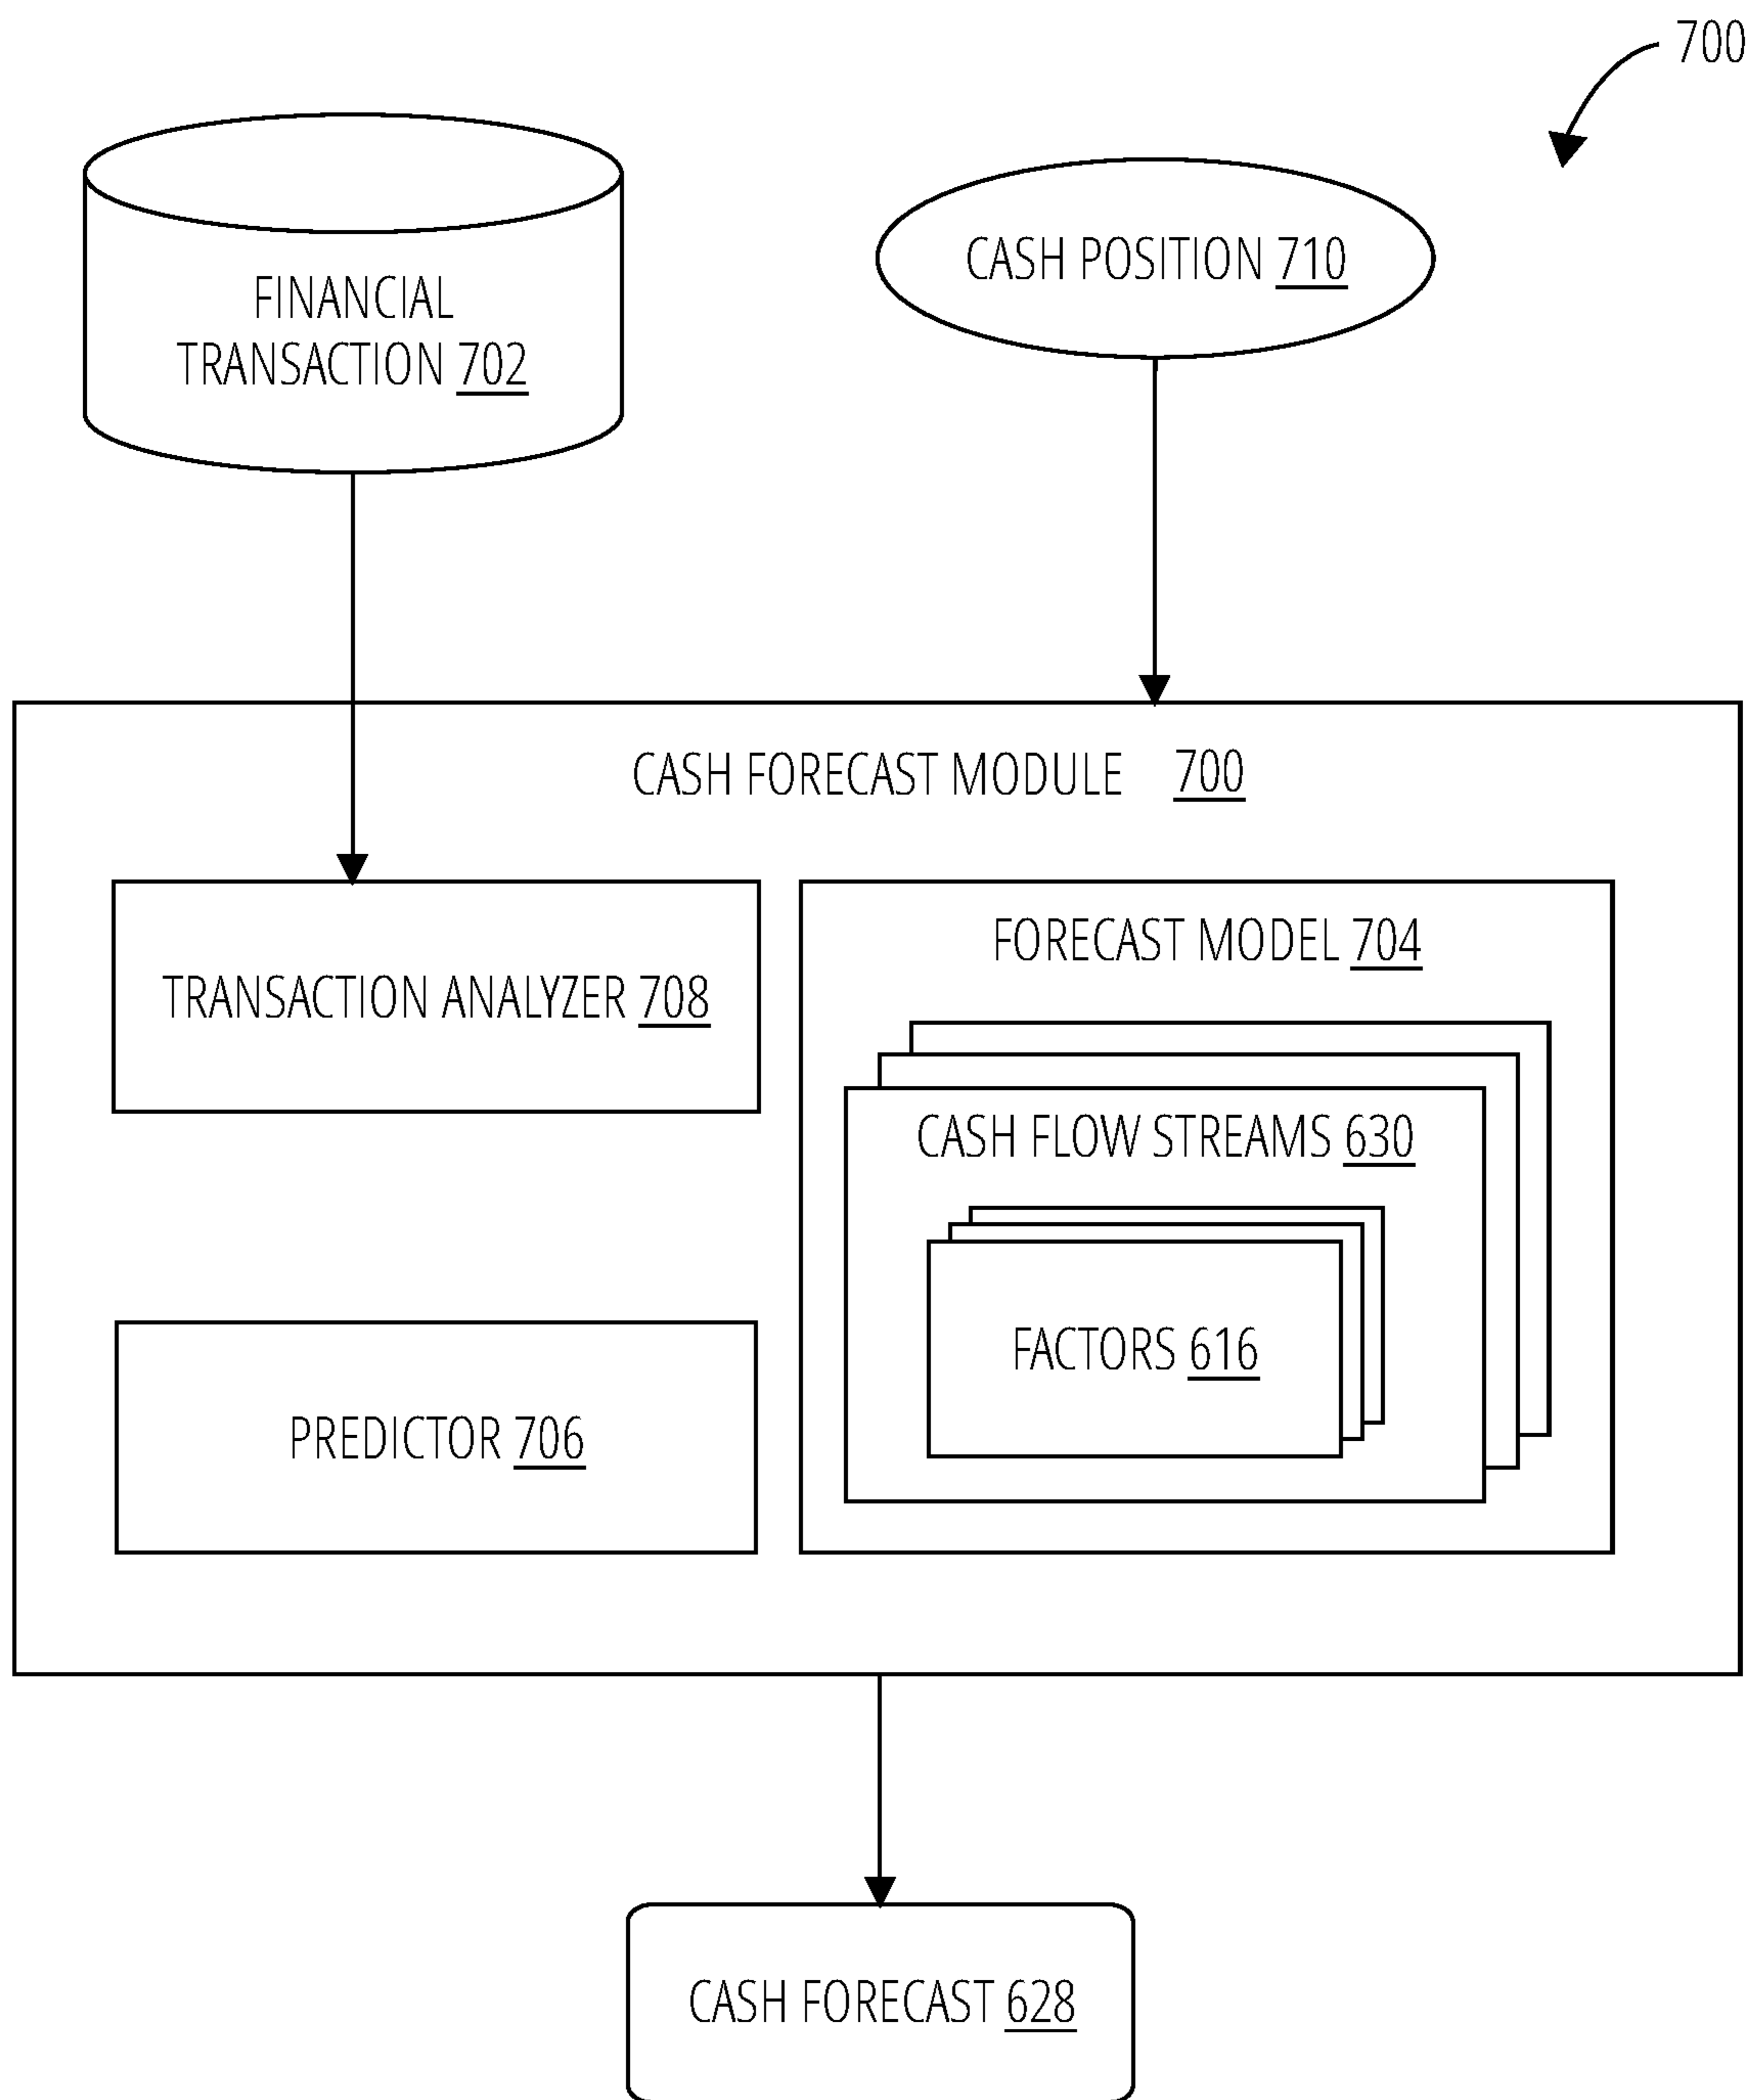 700
FINANCIAL
TRANSACTION 702
CASH POSITION 710
CASH FORECAST MODULE 700
TRANSACTION ANALYZER 708
FORECAST MODEL 704
CASH FLOW STREAMS 630
FACTORS 616
PREDICTOR 706
CASH FORECAST 628